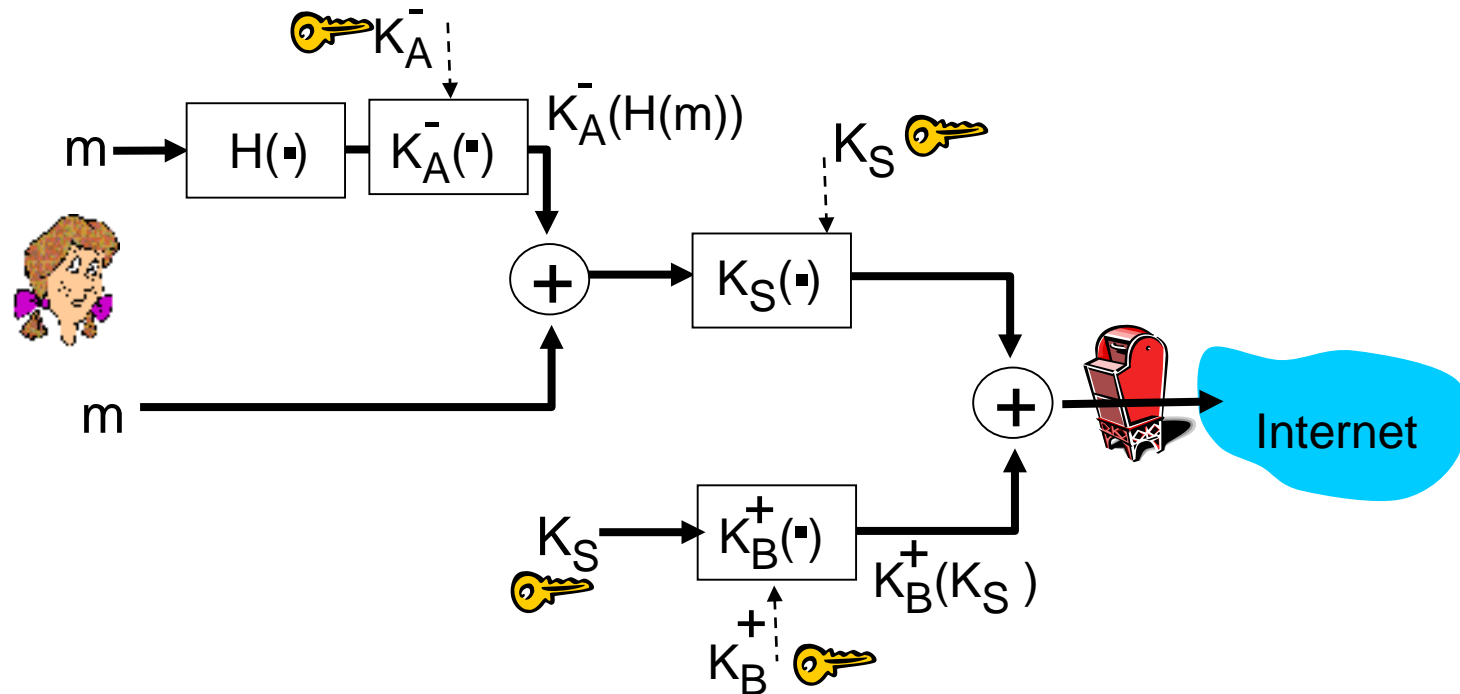 K_A^-
m
H(▪)
K_A^-(▪)
K_A^-(H(m))
K_S
+
K_S(▪)
m
+
Internet
K_S
K_B^+(▪)
K_B^+(K_S )
K_B^+